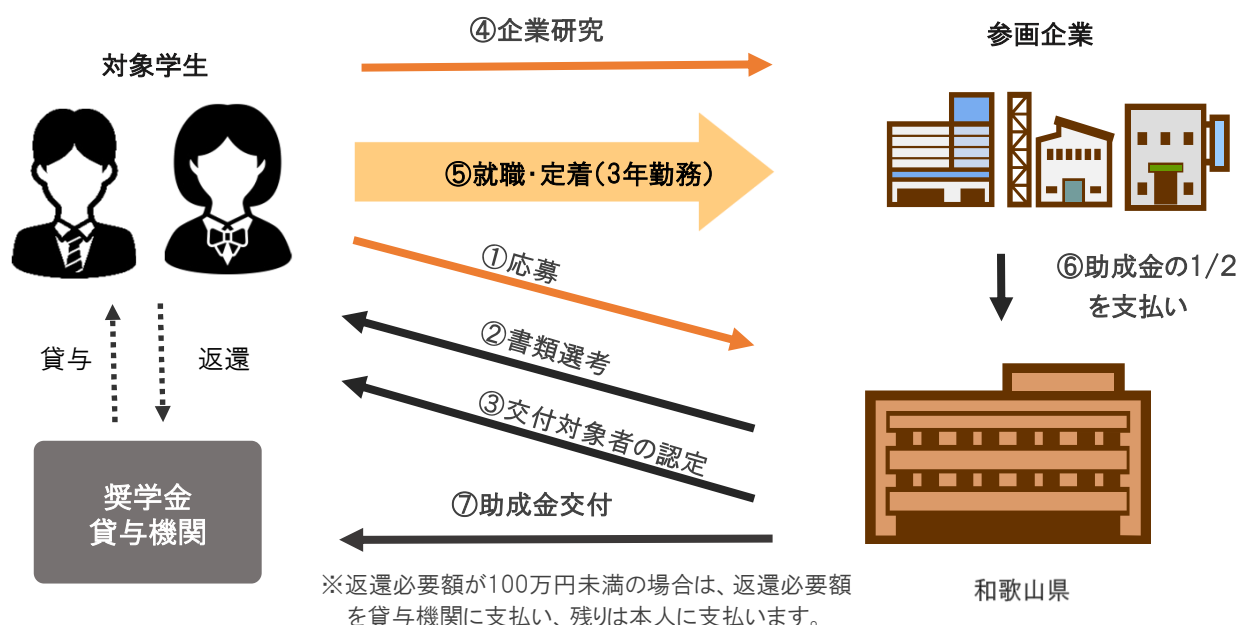 ④企業研究
参画企業
対象学生
⑤就職・定着(3年勤務)
①応募
⑥助成金の1/2
を支払い
②書類選考
貸与
返還
③交付対象者の認定
奨学金
貸与機関
⑦助成金交付
※返還必要額が100万円未満の場合は、返還必要額
を貸与機関に支払い、残りは本人に支払います。
和歌山県